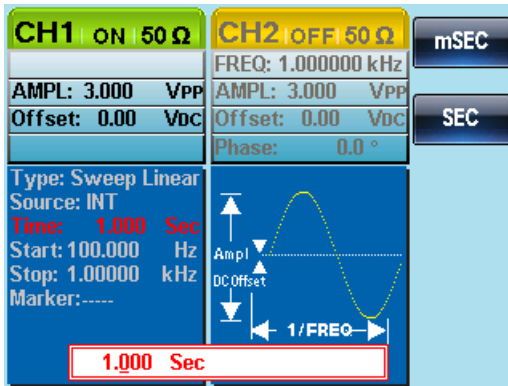 CH1 ON 50 Ω
CH2 OFF 50 Ω
mSEC
FREQ: 1.000000 kHz
AMPL: 3.000 VPP
AMPL: 3.000 VPP
Offset: 0.00 VDC
Offset: 0.00 VDC
SEC
Phase: 0.0 °
Type: Sweep Linear
Source: INT
Time: 1.000 Sec
Start: 100.000 Hz
Stop: 1.00000 kHz
Marker:-----
Ampl
DC Offset
1/FREQ
1.000 Sec